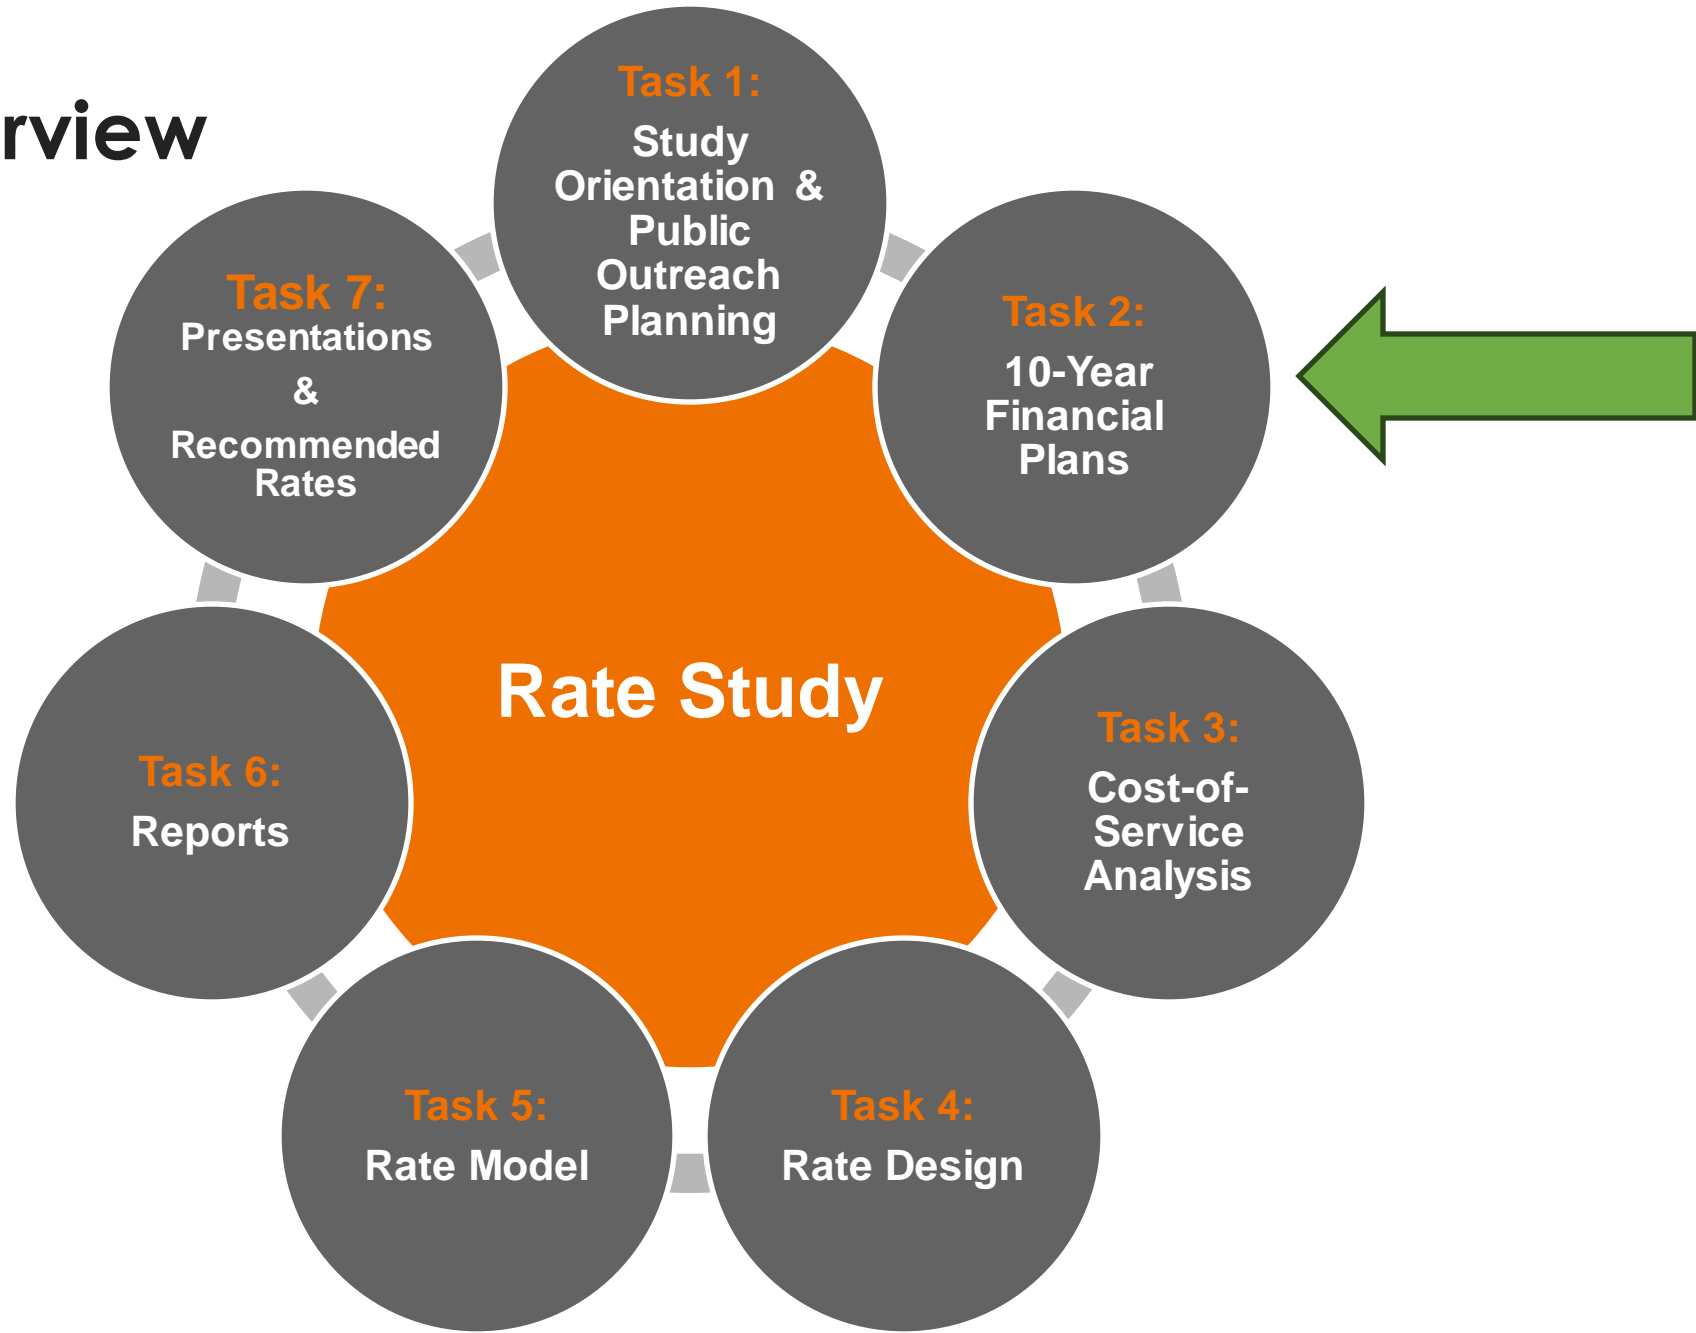 rview
Task 1:
Study
Orientation &
Public
Outreach
Planning
Task 2:
10-Year
Financial
Plans
Task 3:
Cost-of-
Service
Analysis
Task 4:
Rate Design
Task 5:
Rate Model
Task 6:
Reports
Task 7:
Presentations
&
Recommended
Rates
Rate Study